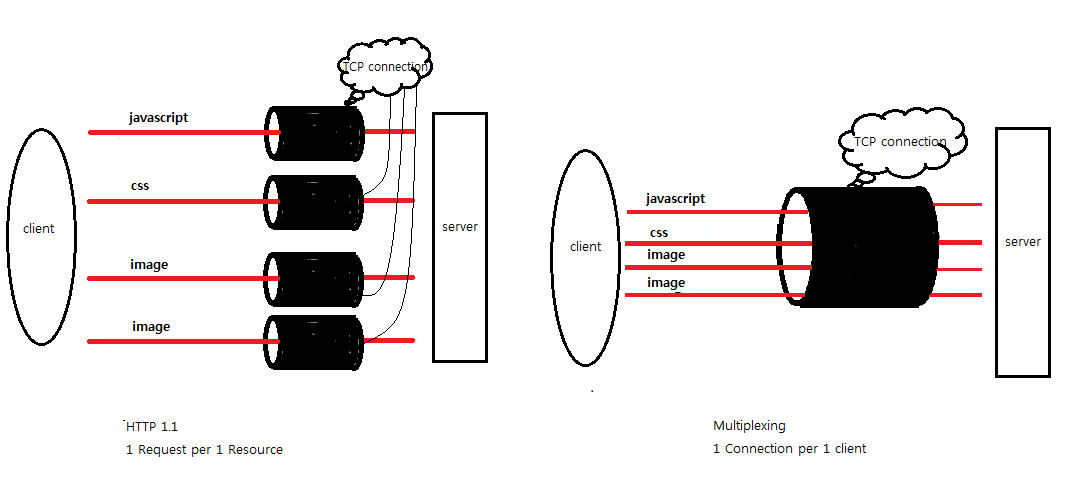 TCP connection
javascript
css
image
image
client
server
HTTP 1.1
1 Request per 1 Resource
TCP connection
javascript
css
image
image
client
server
Multiplexing
1 Connection per 1 client